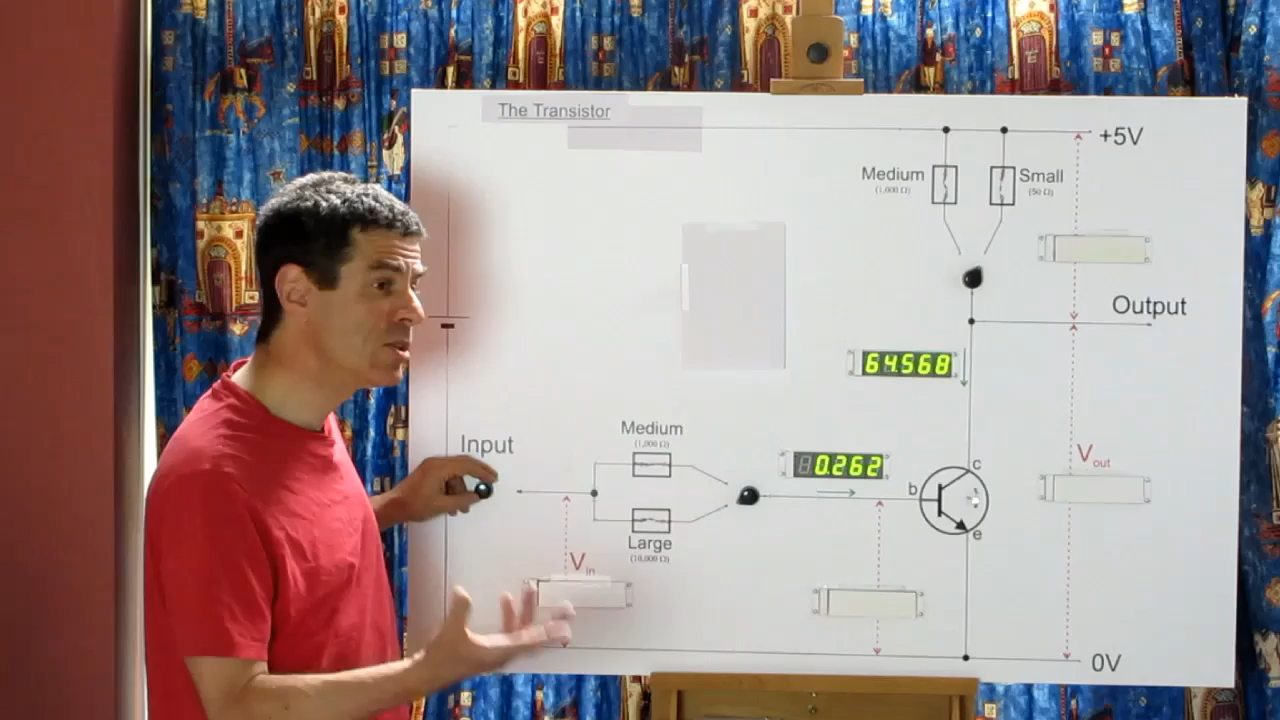 The Transistor
+5V
Medium
(1,000 Ω)
Small
(50 Ω)
Output
64.568
Input
Medium
(1,000 Ω)
0.262
c
b
e
Vout
Large
(10,000 Ω)
Vin
0V